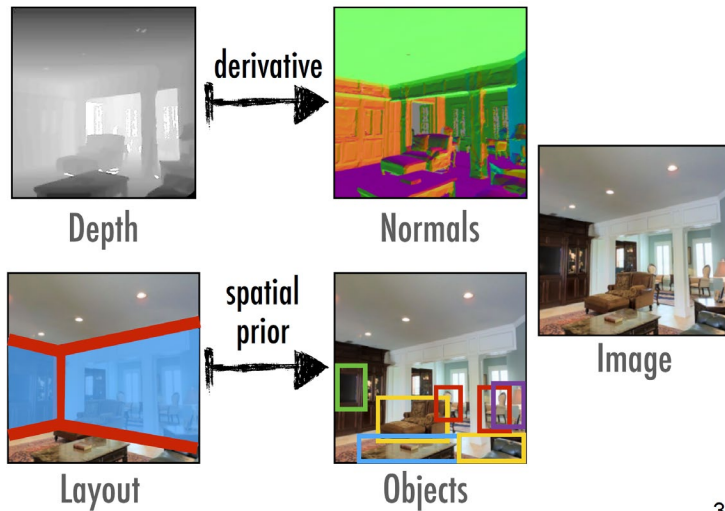 derivative
Depth
Normals
spatial
prior
Image
Layout
Objects
3